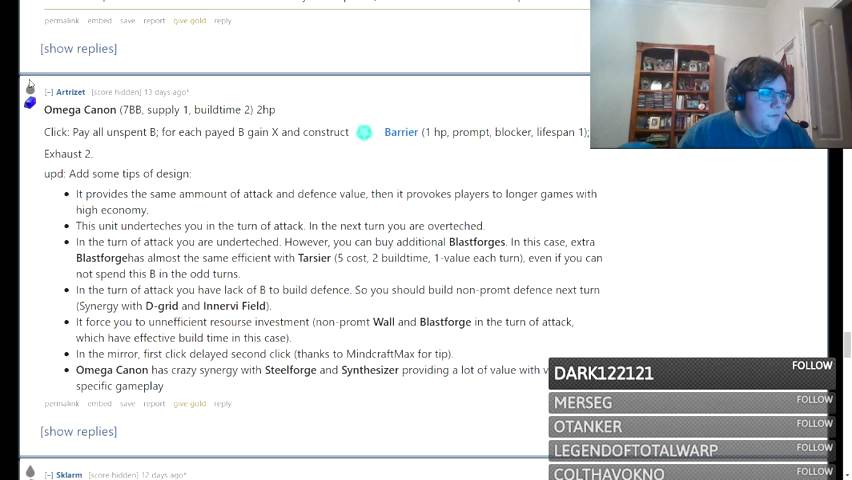 permalink embed save report give gold reply
[show replies]
[–] Artrizet [score hidden] 13 days ago*
Omega Canon (7BB, supply 1, buildtime 2) 2hp
Click: Pay all unspent B; for each payed B gain X and construct Barrier (1 hp, prompt, blocker, lifespan 1);
Exhaust 2.
upd: Add some tips of design:
• It provides the same ammount of attack and defence value, then it provokes players to longer games with
high economy.
• This unit underteches you in the turn of attack. In the next turn you are overteched.
• In the turn of attack you are underteched. However, you can buy additional Blastforges. In this case, extra
Blastforgehas almost the same efficient with Tarsier (5 cost, 2 buildtime, 1-value each turn), even if you can
not spend this B in the odd turns.
• In the turn of attack you have lack of B to build defence. So you should build non-promt defence next turn
(Synergy with D-grid and Innervi Field).
• It force you to unnefficient resourse investment (non-promt Wall and Blastforge in the turn of attack,
which have effective build time in this case).
• In the mirror, first click delayed second click (thanks to MindcraftMax for tip).
• Omega Canon has crazy synergy with Steelforge and Synthesizer providing a lot of value with
specific gameplay
permalink embed save report give gold reply
[show replies]
[–] Sklarm [score hidden] 12 days ago*
DARK122121 FOLLOW
MERSEG FOLLOW
OTANKER FOLLOW
LEGENDOFTOTALWARP FOLLOW
COLTHAVOKNO FOLLOW